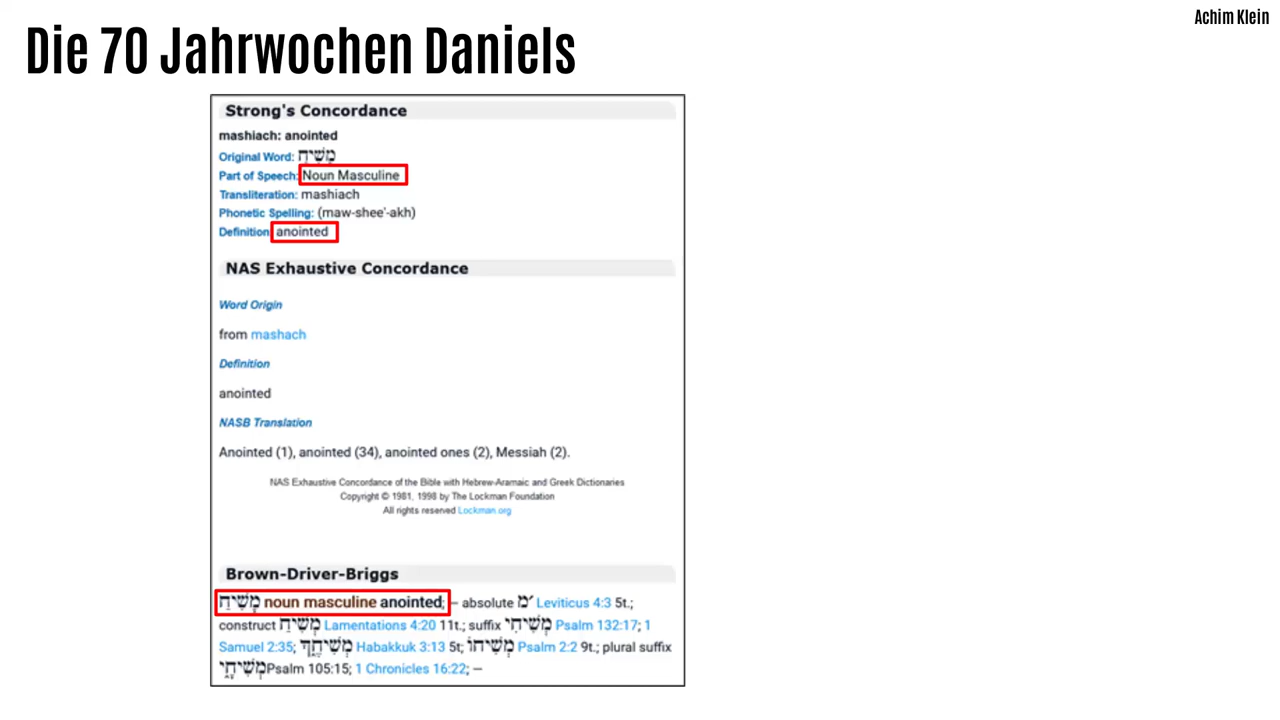 Achim Klein
Die 70 Jahrwochen Daniels
Strong's Concordance
mashiach: anointed
Original Word: מָשִׁיחַ
Part of Speech: Noun Masculine
Transliteration: mashiach
Phonetic Spelling: (maw-shee'-akh)
Definition: anointed
NAS Exhaustive Concordance
Word Origin
from mashach
Definition
anointed
NASB Translation
Anointed (1), anointed (34), anointed ones (2), Messiah (2).
NAS Exhaustive Concordance of the Bible with Hebrew-Aramaic and Greek Dictionaries
Copyright © 1981, 1998 by The Lockman Foundation
All rights reserved Lockman.org
Brown-Driver-Briggs
מָשִׁיחַ noun masculine anointed; — absolute מ׳ Leviticus 4:3 5t.;
construct מְשִׁיחַ Lamentations 4:20 11t.; suffix מְשִׁיחִי Psalm 132:17; 1
Samuel 2:35; מְשִׁיחֶ֑ךָ Habakkuk 3:13 5t; מְשִׁיחוֺ Psalm 2:2 9t.; plural suffix
מְשִׁיחָ֑י Psalm 105:15; 1 Chronicles 16:22; —